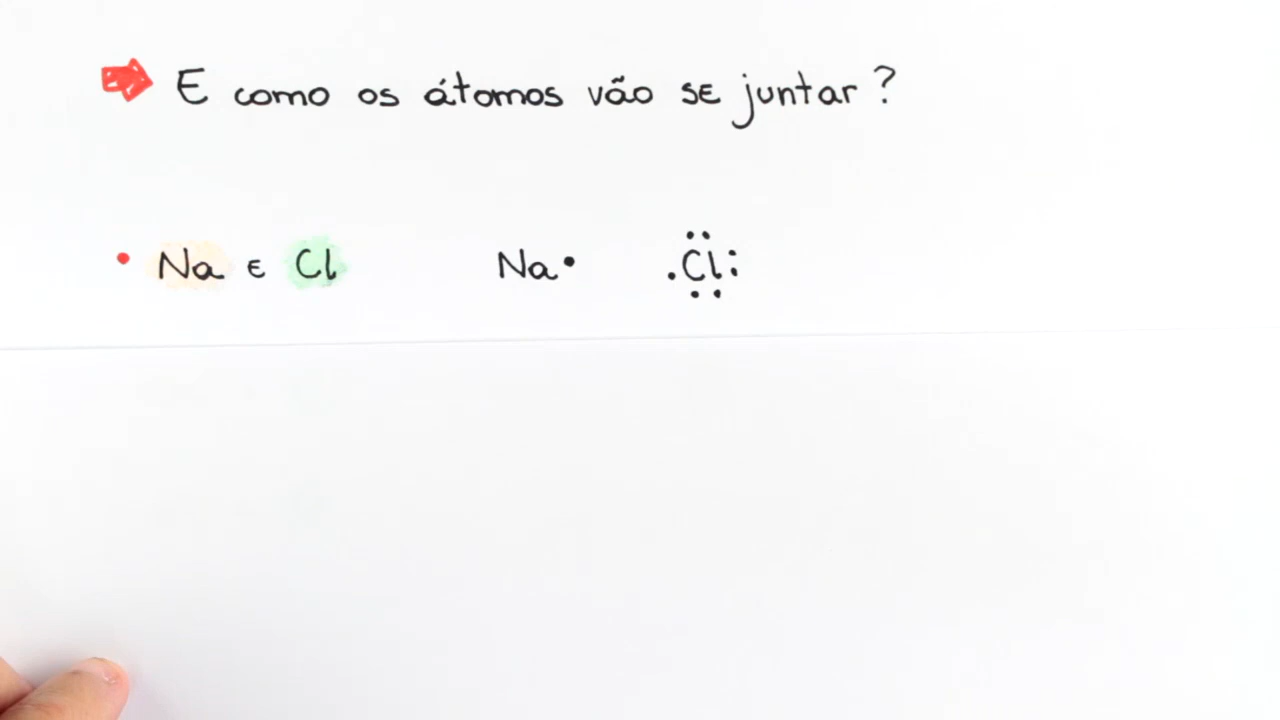 E como os átomos vão se juntar?
• Na e Cl Na• .Cl: